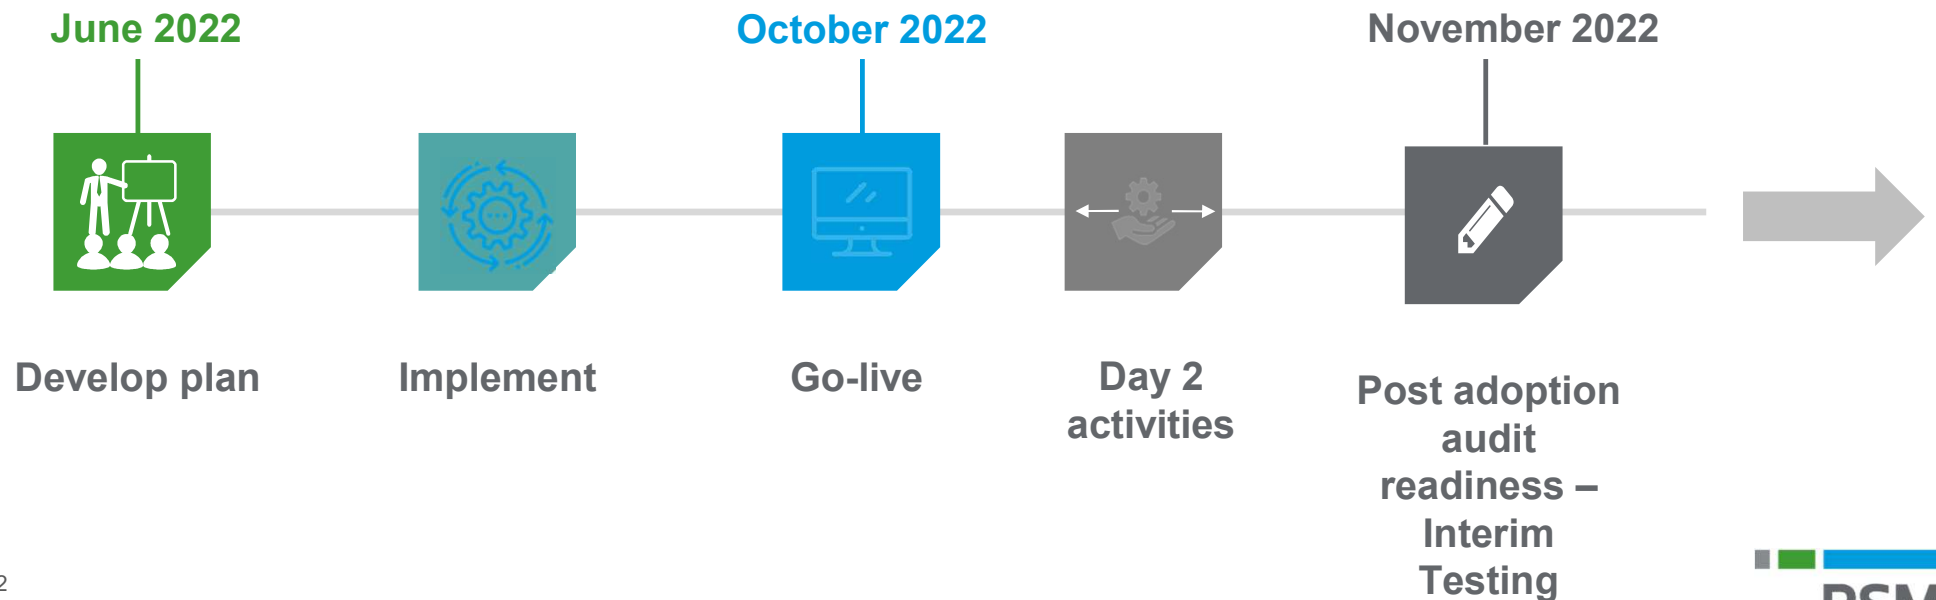 June 2022
October 2022
November 2022
Develop plan
Implement
Go-live
Day 2
activities
Post adoption
audit
readiness –
Interim
Testing
2
RSM